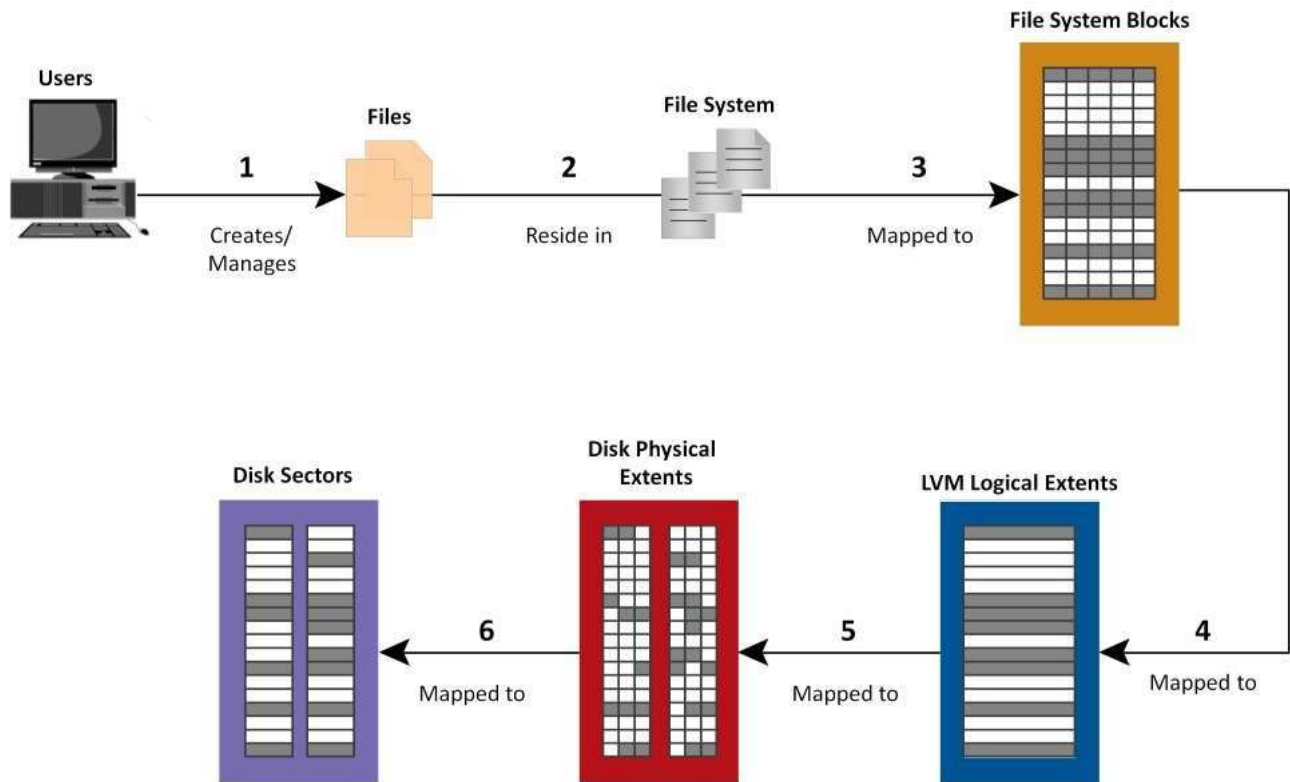 Users
1
Creates/
Manages
Files
2
Reside in
File System
3
Mapped to
File System Blocks
4
Mapped to
LVM Logical Extents
5
Mapped to
Disk Physical
Extents
6
Mapped to
Disk Sectors